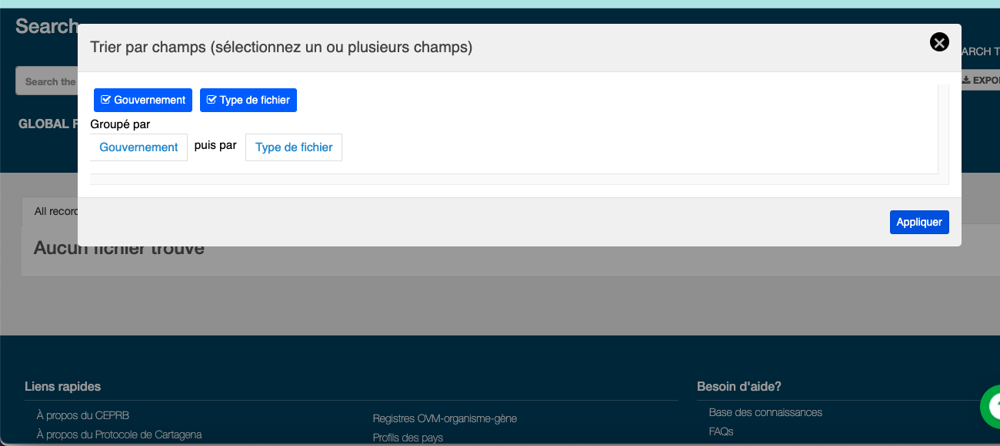 Search
Trier par champs (sélectionnez un ou plusieurs champs)
Search the
EXPO
GLOBAL
Gouvernement Type de fichier
Groupé par
Gouvernement puis par Type de fichier
All record
Appliquer
Aucun fichier trouvé
Liens rapides
Besoin d'aide?
À propos du CEPRB
À propos du Protocole de Cartagena
Registres OVM-organisme-gène
Profils des pays
Base des connaissances
FAQs